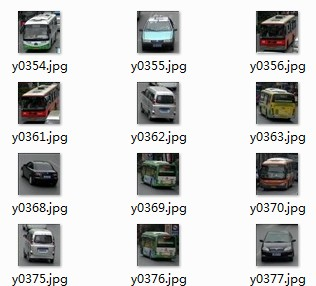 y0354.jpg y0355.jpg y0356.jpg
y0361.jpg y0362.jpg y0363.jpg
y0368.jpg y0369.jpg y0370.jpg
y0375.jpg y0376.jpg y0377.jpg